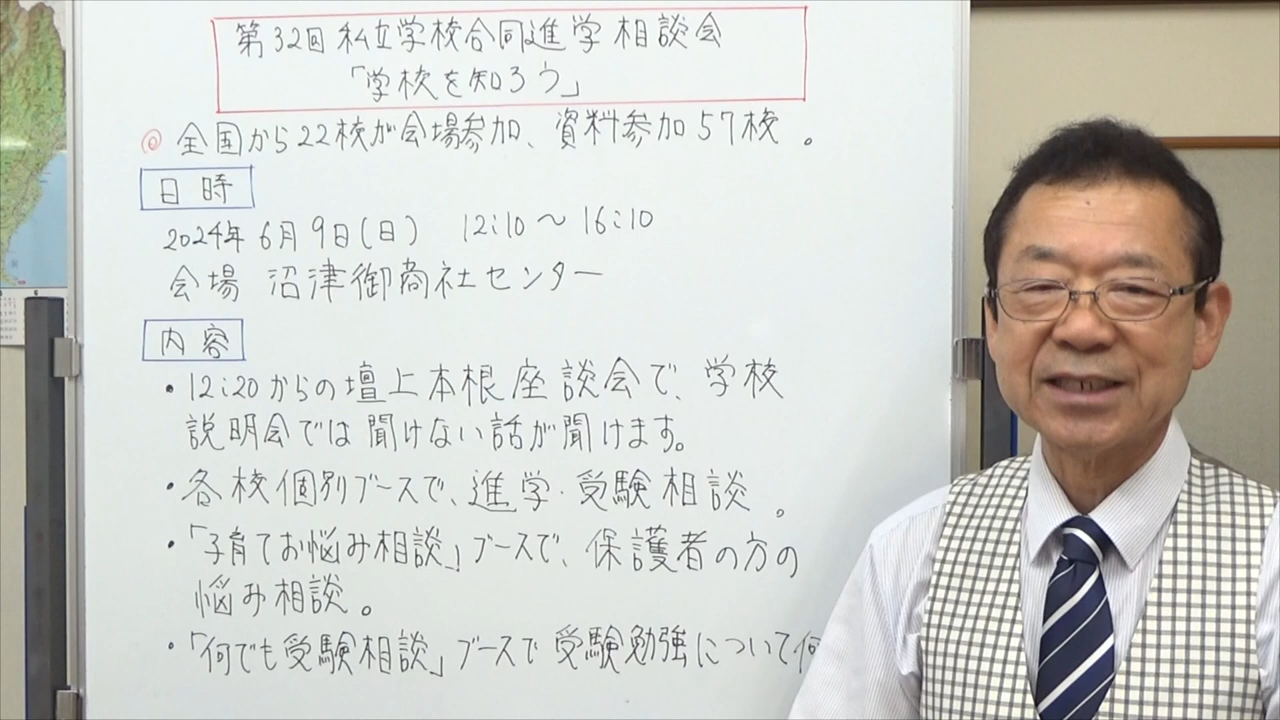 第32回 私立学校合同進学相談会
「学校を知ろう」
◎ 全国から22校が会場参加、資料参加57校。
日時
2024年6月9日(日) 12:10〜16:10
会場 沼津御商社センター
内容
・12:20からの壇上本根座談会で、学校
説明会では聞けない話が聞けます。
・各校個別ブースで、進学・受験相談。
・「子育てお悩み相談」ブースで、保護者の方の
悩み相談。
・「何でも受験相談」ブースで受験勉強について何